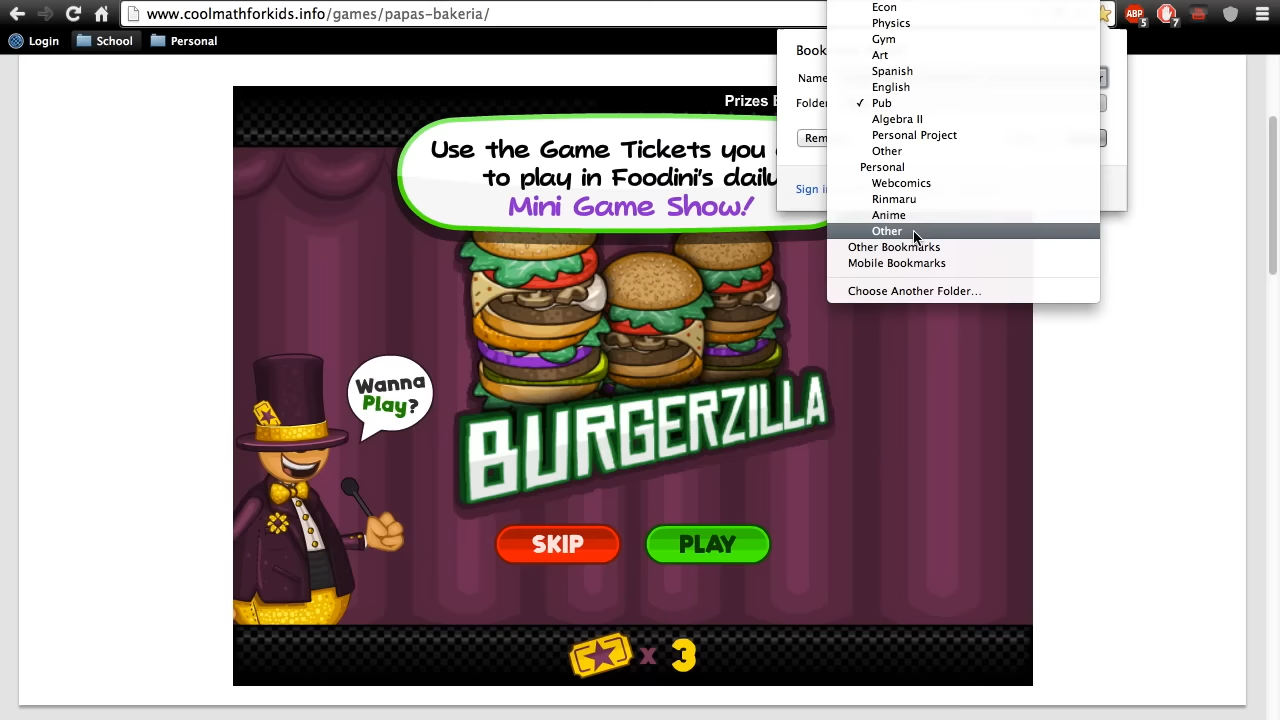 www.coolmathforkids.info/games/papas-bakeria/
5
7
Login
School
Personal
Book
Name
Folder
Rem
Sign i
Econ
Physics
Gym
Art
Spanish
English
✓ Pub
Algebra II
Personal Project
Other
Personal
Webcomics
Rinmaru
Anime
Other
Other Bookmarks
Mobile Bookmarks
Choose Another Folder...
Prizes
Use the Game Tickets you
to play in Foodini's daily
Mini Game Show!
Wanna
Play?
BURGERZILLA
SKIP
PLAY
x 3